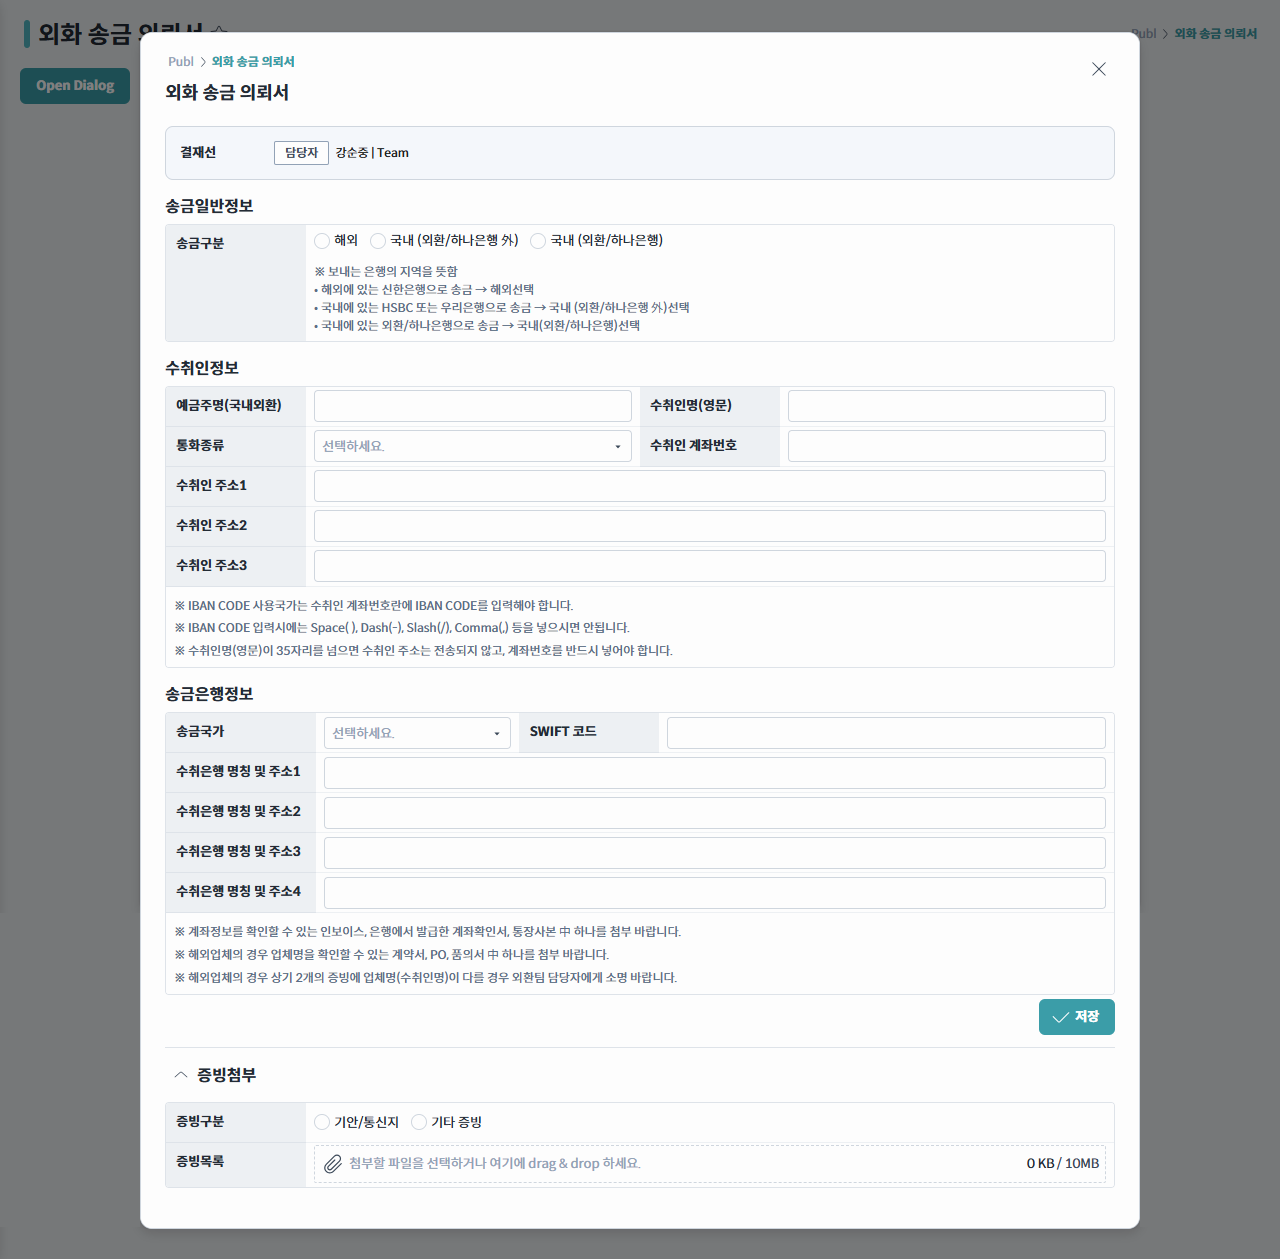 외화 송금 의뢰서
Publ > 외화 송금 의뢰서
Open Dialog
Publ > 외화 송금 의뢰서
외화 송금 의뢰서
결재선 담당자 강순중 | Team
송금일반정보
송금구분 해외 국내 (외환/하나은행 外) 국내 (외환/하나은행)
※ 보내는 은행의 지역을 뜻함
• 해외에 있는 신한은행으로 송금 → 해외선택
• 국내에 있는 HSBC 또는 우리은행으로 송금 → 국내 (외환/하나은행 外)선택
• 국내에 있는 외환/하나은행으로 송금 → 국내(외환/하나은행)선택
수취인정보
예금주명(국내외환) 수취인명(영문)
통화종류 선택하세요. 수취인 계좌번호
수취인 주소1
수취인 주소2
수취인 주소3
※ IBAN CODE 사용국가는 수취인 계좌번호란에 IBAN CODE를 입력해야 합니다.
※ IBAN CODE 입력시에는 Space( ), Dash(-), Slash(/), Comma(,) 등을 넣으시면 안됩니다.
※ 수취인명(영문)이 35자리를 넘으면 수취인 주소는 전송되지 않고, 계좌번호를 반드시 넣어야 합니다.
송금은행정보
송금국가 선택하세요. SWIFT 코드
수취은행 명칭 및 주소1
수취은행 명칭 및 주소2
수취은행 명칭 및 주소3
수취은행 명칭 및 주소4
※ 계좌정보를 확인할 수 있는 인보이스, 은행에서 발급한 계좌확인서, 통장사본 中 하나를 첨부 바랍니다.
※ 해외업체의 경우 업체명을 확인할 수 있는 계약서, PO, 품의서 中 하나를 첨부 바랍니다.
※ 해외업체의 경우 상기 2개의 증빙에 업체명(수취인명)이 다를 경우 외환팀 담당자에게 소명 바랍니다.
저장
증빙첨부
증빙구분 기안/통신지 기타 증빙
증빙목록 첨부할 파일을 선택하거나 여기에 drag & drop 하세요. 0 KB / 10MB